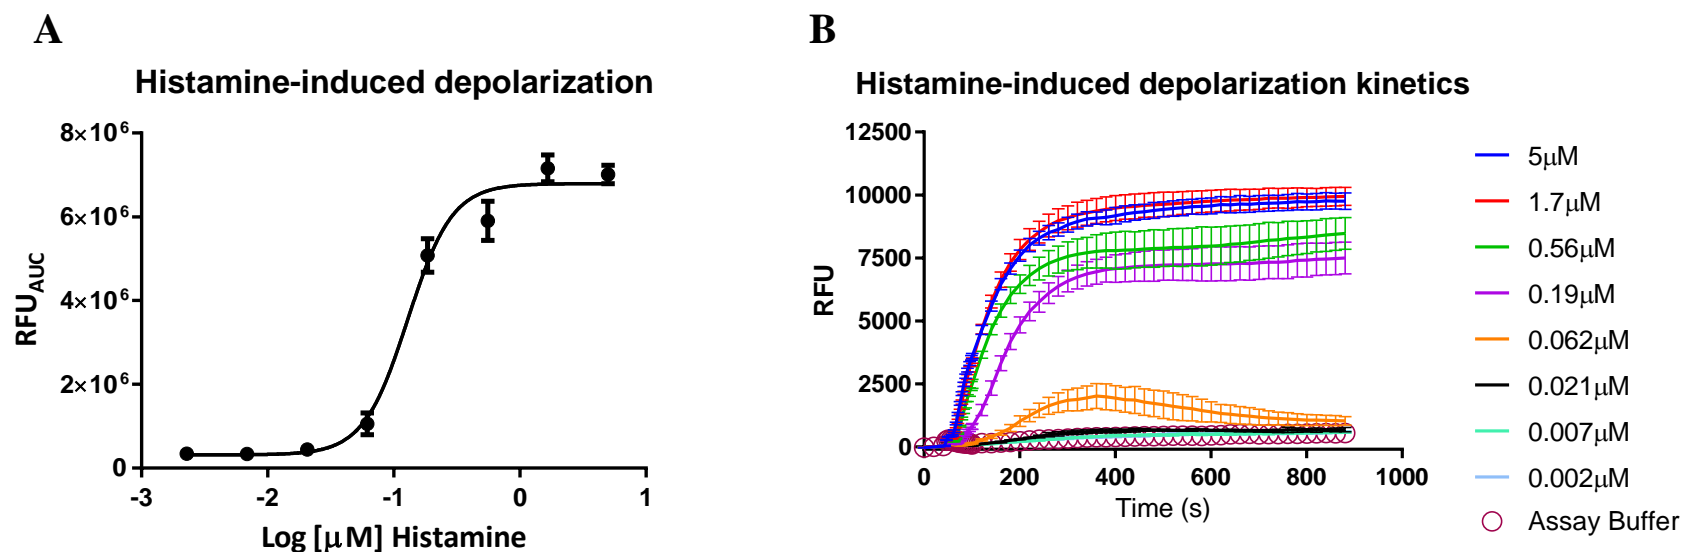 A
B
Histamine-induced depolarization
Histamine-induced depolarization kinetics
8×10⁶
6×10⁶
4×10⁶
2×10⁶
0
RFU_AUC
-3 -2 -1 0 1
Log [μM] Histamine
12500
10000
7500
5000
2500
0
RFU
0 200 400 600 800 1000
Time (s)
5μM
1.7μM
0.56μM
0.19μM
0.062μM
0.021μM
0.007μM
0.002μM
Assay Buffer